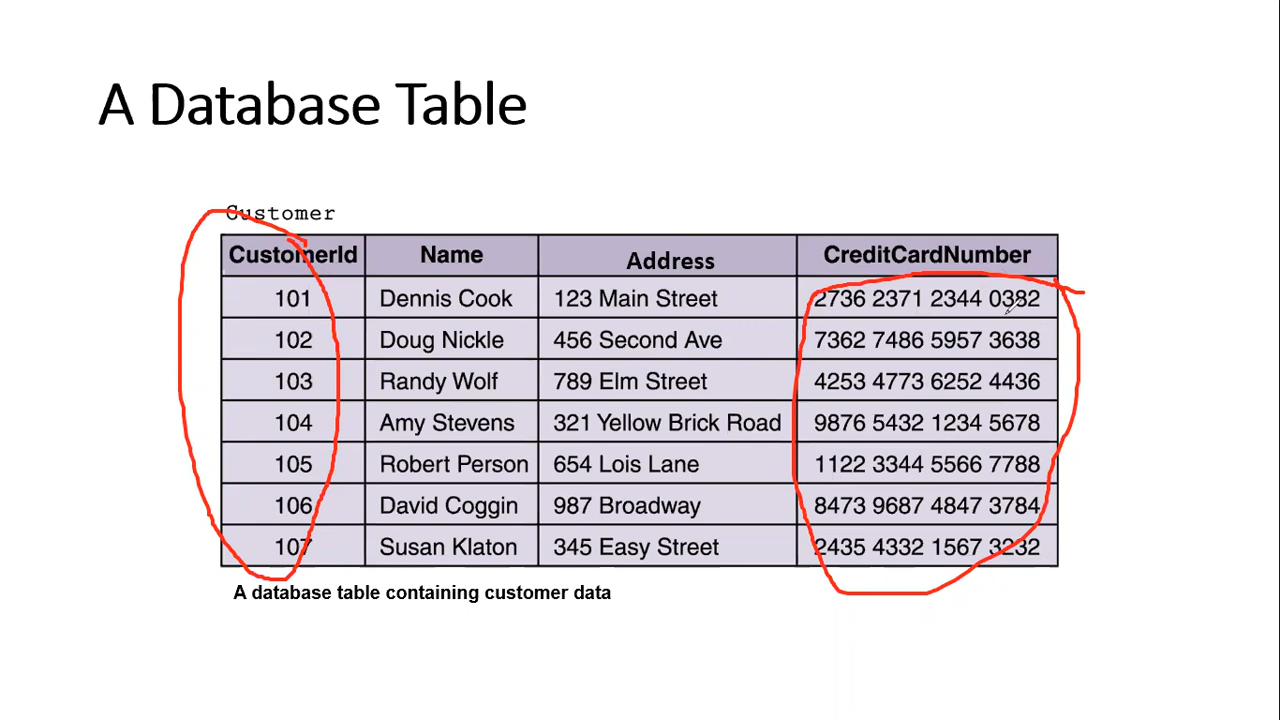 A Database Table
Customer
CustomerId Name Address CreditCardNumber
101 Dennis Cook 123 Main Street 2736 2371 2344 0382
102 Doug Nickle 456 Second Ave 7362 7486 5957 3638
103 Randy Wolf 789 Elm Street 4253 4773 6252 4436
104 Amy Stevens 321 Yellow Brick Road 9876 5432 1234 5678
105 Robert Person 654 Lois Lane 1122 3344 5566 7788
106 David Coggin 987 Broadway 8473 9687 4847 3784
107 Susan Klaton 345 Easy Street 2435 4332 1567 3232
A database table containing customer data